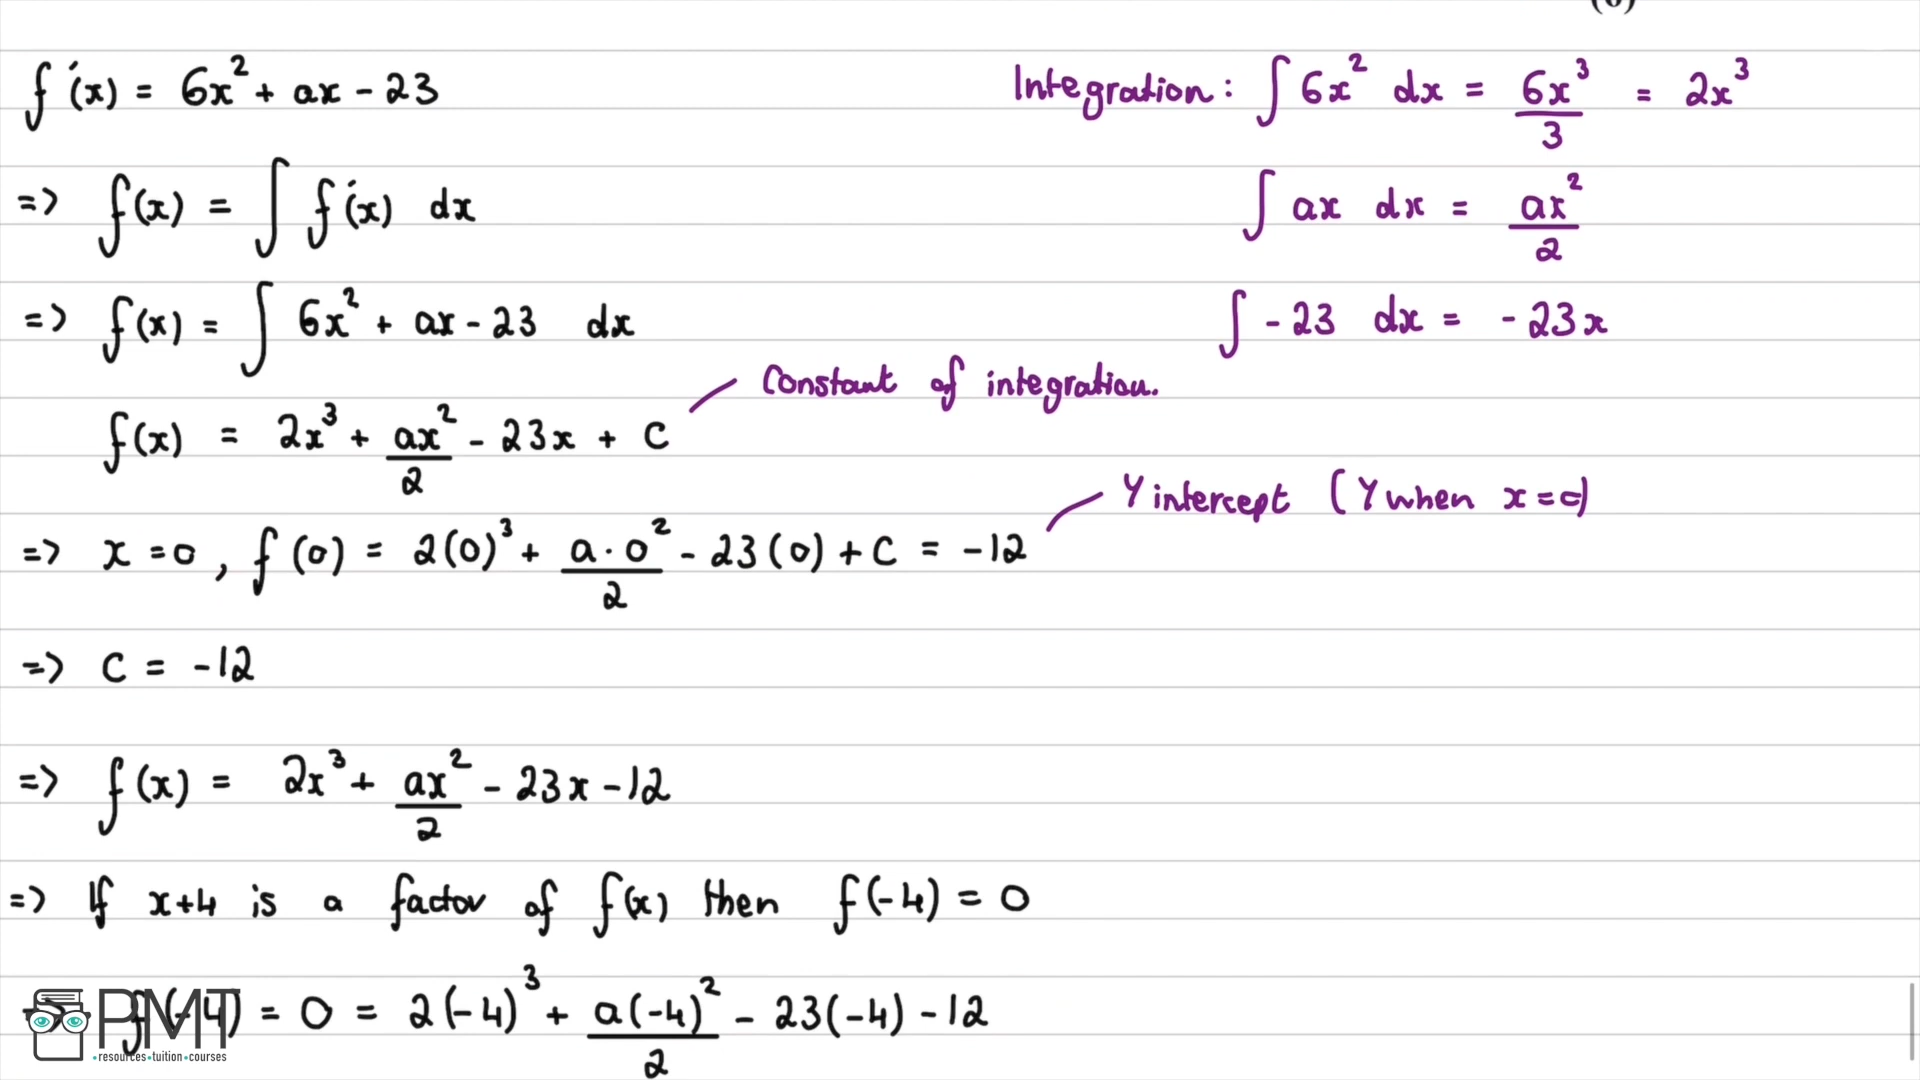 (6)
f'(x) = 6x² + ax - 23
Integration: ∫ 6x² dx = 6x³/3 = 2x³
=> f(x) = ∫ f'(x) dx
∫ ax dx = ax²/2
=> f(x) = ∫ 6x² + ax - 23 dx
∫ -23 dx = -23x
Constant of integration.
f(x) = 2x³ + ax²/2 - 23x + c
Y intercept (Y when x=0)
=> x = 0, f(0) = 2(0)³ + a·0²/2 - 23(0) + C = -12
=> C = -12
=> f(x) = 2x³ + ax²/2 - 23x - 12
=> If x+4 is a factor of f(x) then f(-4) = 0
=> f(-4) = 0 = 2(-4)³ + a(-4)²/2 - 23(-4) - 12
PMT
•resources•tuition•courses